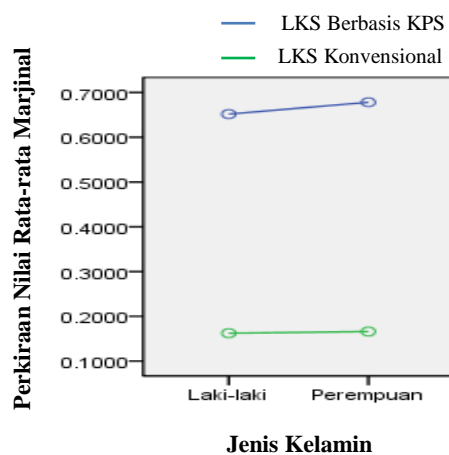 LKS Berbasis KPS
LKS Konvensional
Perkiraan Nilai Rata-rata Marjinal
0.7000
0.6000
0.5000
0.4000
0.3000
0.2000
0.1000
Laki-laki Perempuan
Jenis Kelamin